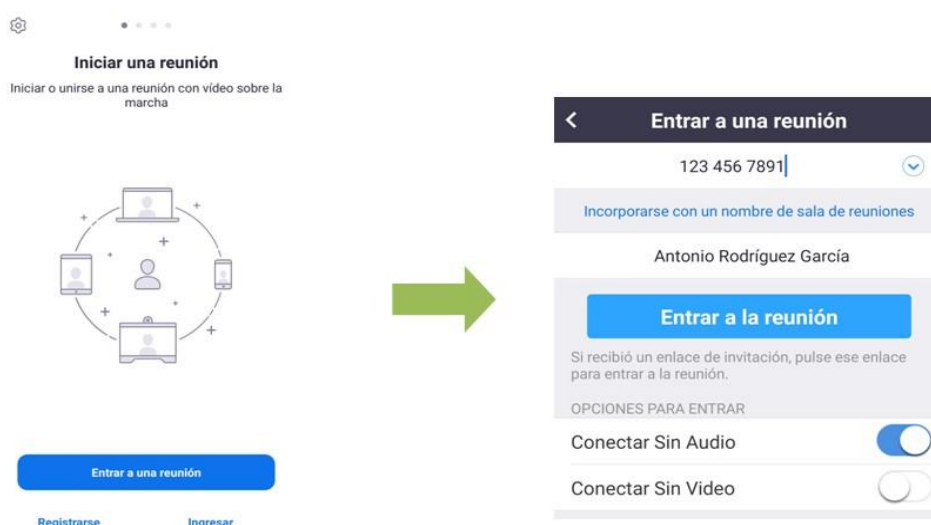 Iniciar una reunión
Iniciar o unirse a una reunión con vídeo sobre la
marcha
Entrar a una reunión
Registrarse
Ingresar
Entrar a una reunión
123 456 7891
Incorporarse con un nombre de sala de reuniones
Antonio Rodríguez García
Entrar a la reunión
Si recibió un enlace de invitación, pulse ese enlace
para entrar a la reunión.
OPCIONES PARA ENTRAR
Conectar Sin Audio
Conectar Sin Video